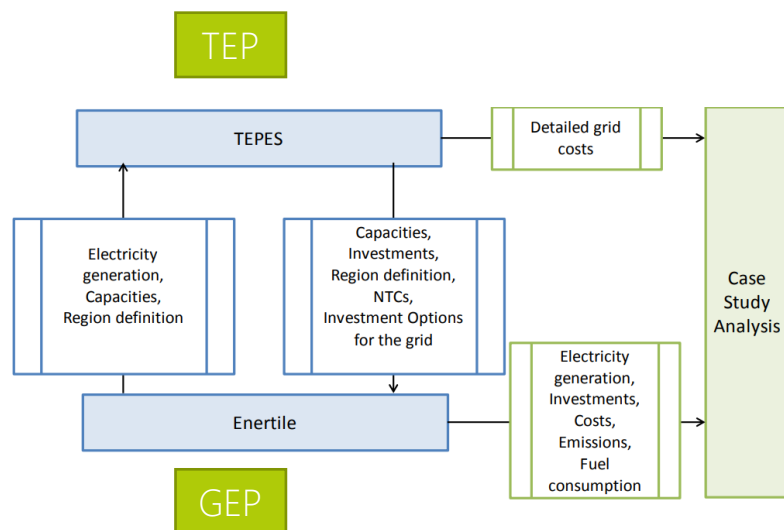 TEP
TEPES
Detailed grid
costs
Electricity
generation,
Capacities,
Region definition
Capacities,
Investments,
Region definition,
NTCs,
Investment Options
for the grid
Case
Study
Analysis
Electricity
generation,
Investments,
Costs,
Emissions,
Fuel
consumption
Enertile
GEP